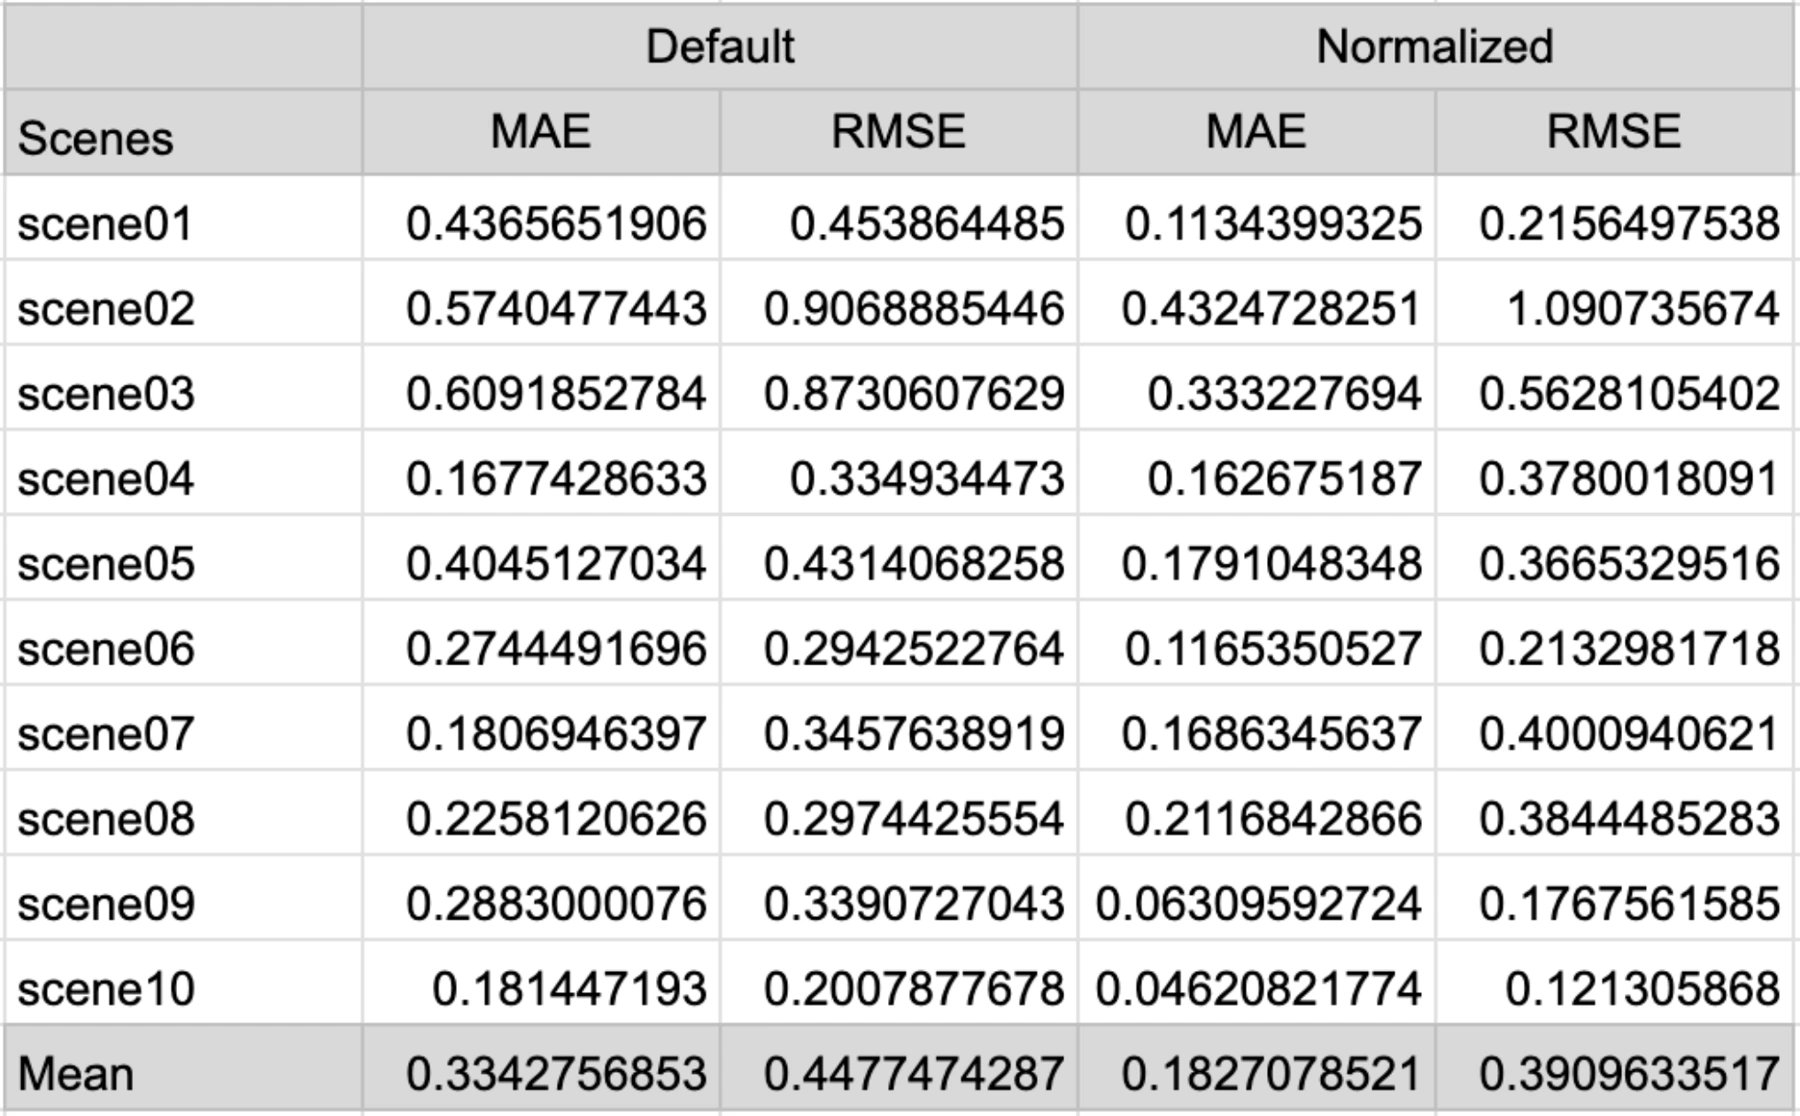 Default Normalized
Scenes MAE RMSE MAE RMSE
scene01 0.4365651906 0.453864485 0.1134399325 0.2156497538
scene02 0.5740477443 0.9068885446 0.4324728251 1.090735674
scene03 0.6091852784 0.8730607629 0.333227694 0.5628105402
scene04 0.1677428633 0.334934473 0.162675187 0.3780018091
scene05 0.4045127034 0.4314068258 0.1791048348 0.3665329516
scene06 0.2744491696 0.2942522764 0.1165350527 0.2132981718
scene07 0.1806946397 0.3457638919 0.1686345637 0.4000940621
scene08 0.2258120626 0.2974425554 0.2116842866 0.3844485283
scene09 0.2883000076 0.3390727043 0.06309592724 0.1767561585
scene10 0.181447193 0.2007877678 0.04620821774 0.121305868
Mean 0.3342756853 0.4477474287 0.1827078521 0.3909633517